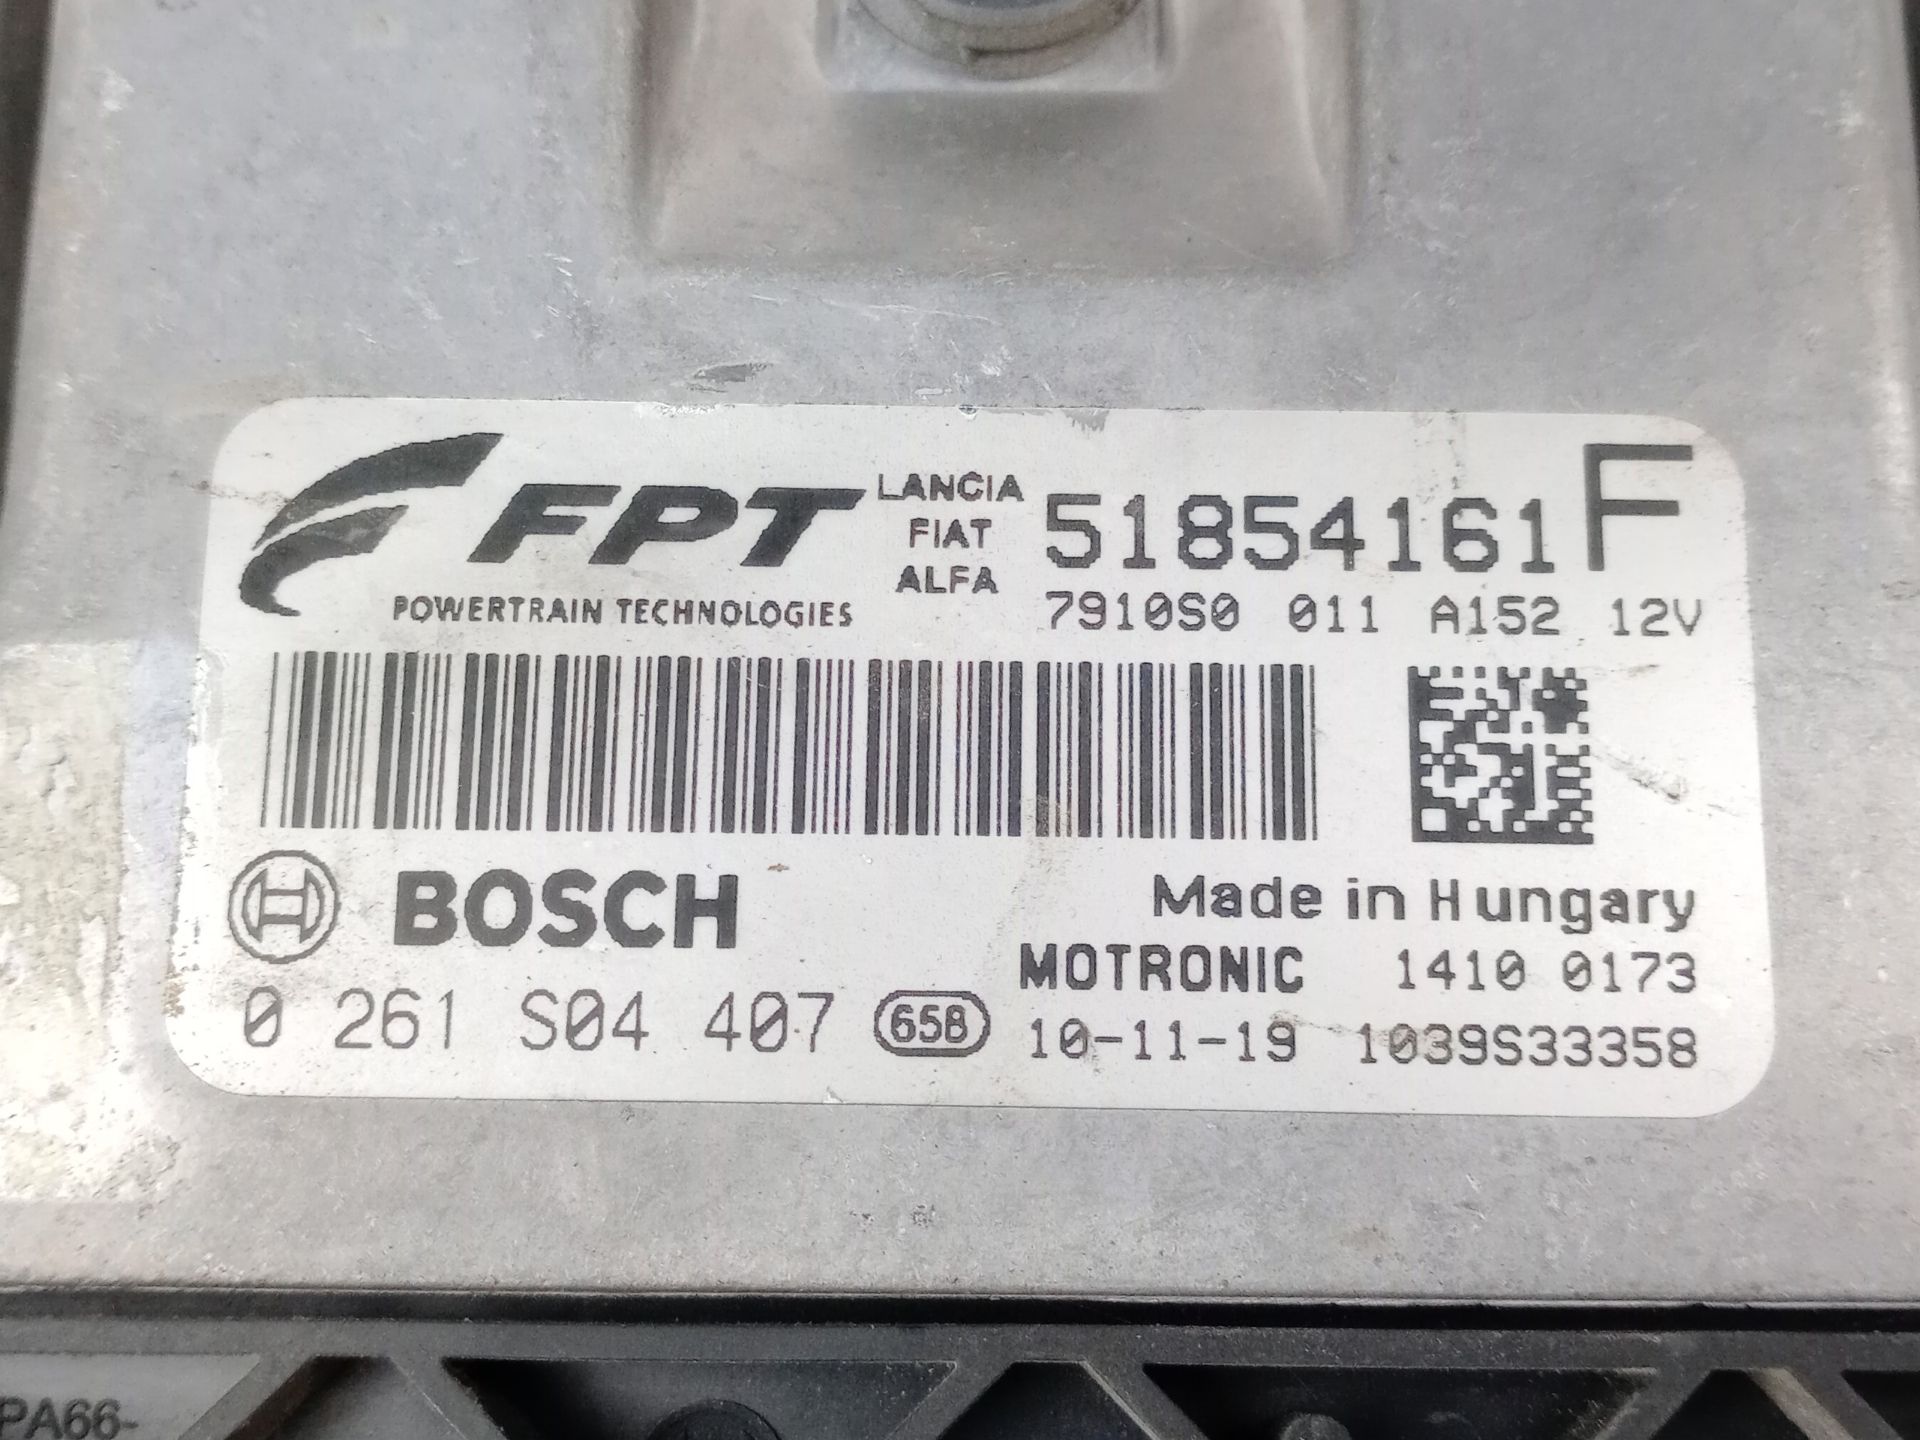 FPT
POWERTRAIN TECHNOLOGIES
LANCIA
FIAT
ALFA
51854161 F
7910S0 011 A152 12V
BOSCH
0 261 S04 407 658
Made in Hungary
MOTRONIC 1410 0173
10-11-19 1039S33358
PA66-